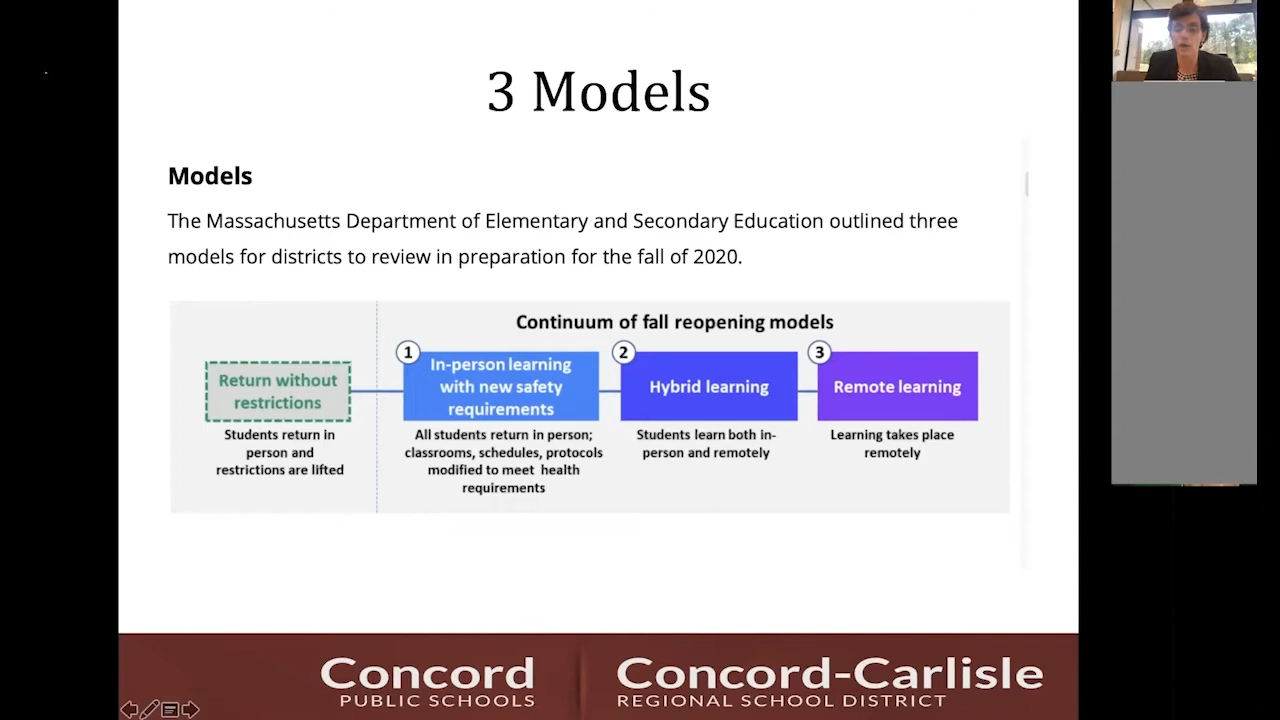 3 Models
Models
The Massachusetts Department of Elementary and Secondary Education outlined three
models for districts to review in preparation for the fall of 2020.
Continuum of fall reopening models
Return without
restrictions
Students return in
person and
restrictions are lifted
1
In-person learning
with new safety
requirements
All students return in person;
classrooms, schedules, protocols
modified to meet health
requirements
2
Hybrid learning
Students learn both in-
person and remotely
3
Remote learning
Learning takes place
remotely
Concord
PUBLIC SCHOOLS
Concord-Carlisle
REGIONAL SCHOOL DISTRICT